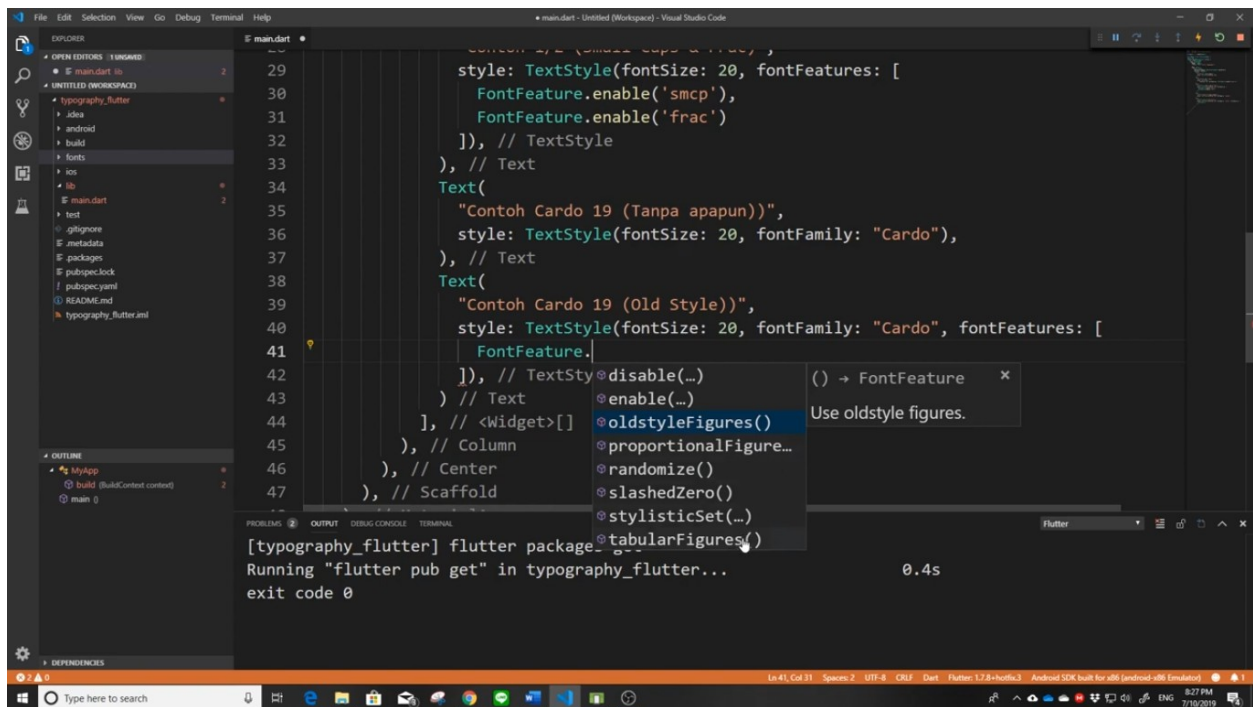 File Edit Selection View Go Debug Terminal Help
● main.dart - Untitled (Workspace) - Visual Studio Code
EXPLORER
OPEN EDITORS 1 UNSAVED
● main.dart lib 2
UNTITLED (WORKSPACE)
typography_flutter
.idea
android
build
fonts
ios
lib
main.dart 2
test
.gitignore
.metadata
.packages
pubspec.lock
pubspec.yaml
README.md
typography_flutter.iml
OUTLINE
MyApp
build (BuildContext context) 2
main ()
DEPENDENCIES
main.dart ●
29 style: TextStyle(fontSize: 20, fontFeatures: [
30 FontFeature.enable('smcp'),
31 FontFeature.enable('frac')
32 ]), // TextStyle
33 ), // Text
34 Text(
35 "Contoh Cardo 19 (Tanpa apapun))",
36 style: TextStyle(fontSize: 20, fontFamily: "Cardo"),
37 ), // Text
38 Text(
39 "Contoh Cardo 19 (Old Style))",
40 style: TextStyle(fontSize: 20, fontFamily: "Cardo", fontFeatures: [
41 FontFeature.
42 ]), // TextSty
43 ) // Text
44 ], // <Widget>[]
45 ), // Column
46 ), // Center
47 ), // Scaffold
disable(…)
enable(…)
oldstyleFigures()
proportionalFigure…
randomize()
slashedZero()
stylisticSet(…)
tabularFigures()
() → FontFeature ×
Use oldstyle figures.
PROBLEMS 2 OUTPUT DEBUG CONSOLE TERMINAL
Flutter
[typography_flutter] flutter packages get
Running "flutter pub get" in typography_flutter... 0.4s
exit code 0
2 0
Ln 41, Col 31 Spaces: 2 UTF-8 CRLF Dart Flutter: 1.7.8+hotfix.3 Android SDK built for x86 (android-x86 Emulator) 1
Type here to search
ENG
8:27 PM
7/10/2019